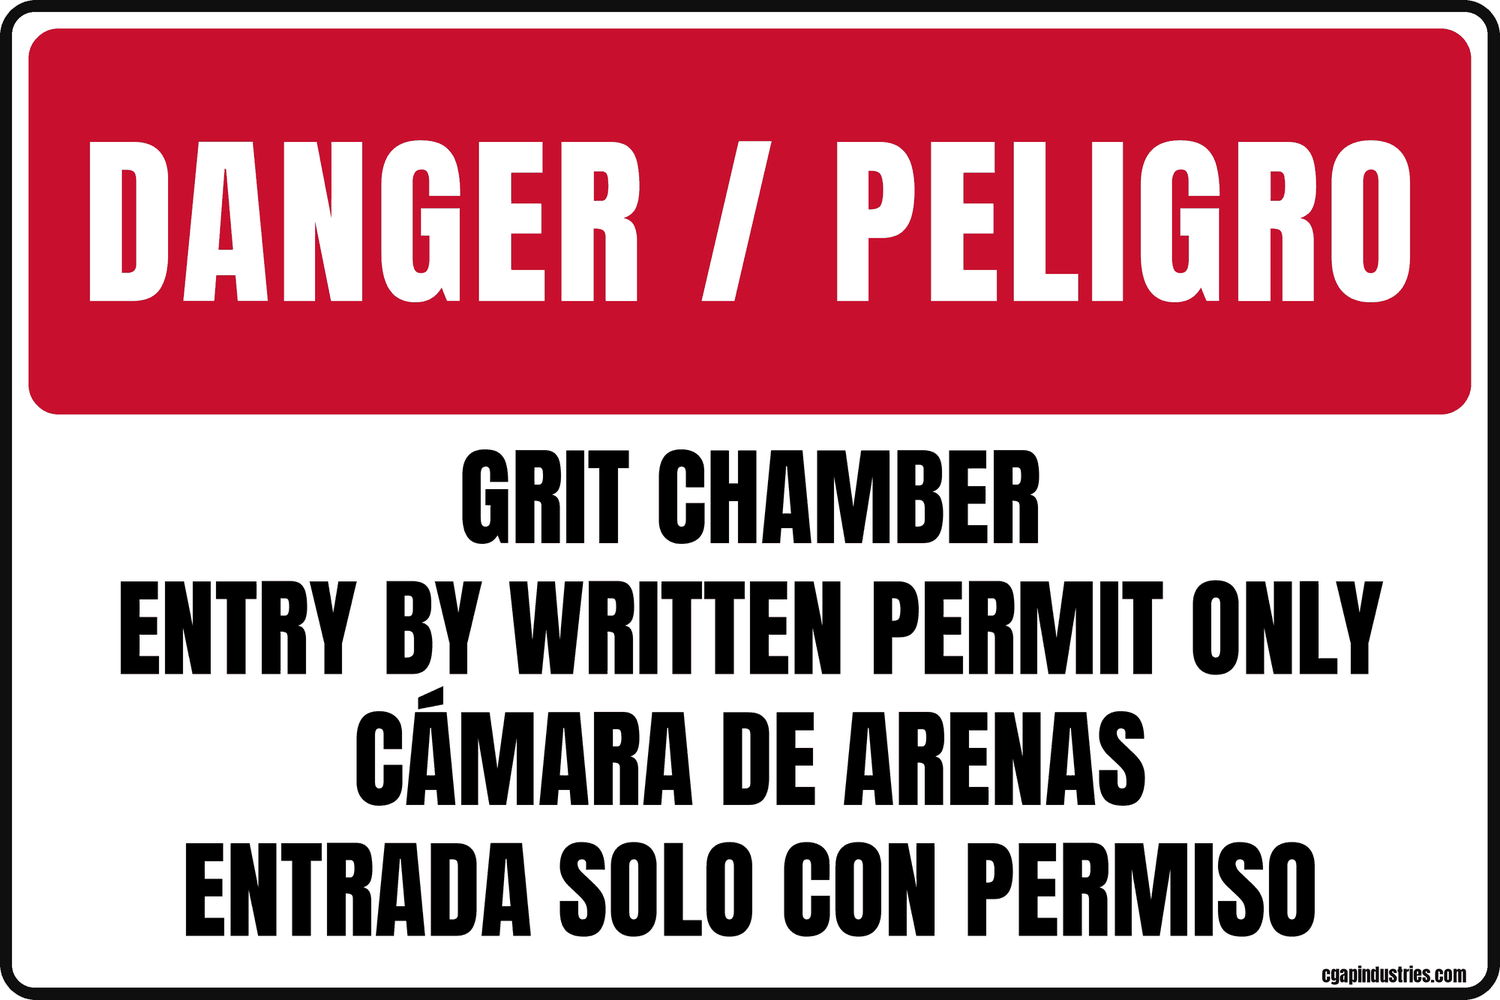 DANGER / PELIGRO
GRIT CHAMBER
ENTRY BY WRITTEN PERMIT ONLY
CÁMARA DE ARENAS
ENTRADA SOLO CON PERMISO
cgapindustries.com